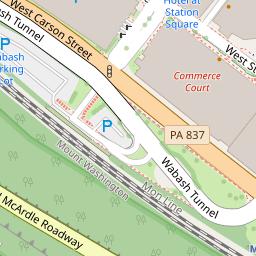 Hotel at
Station
Square
West Carson Street
Wabash Tunnel
West St
P
Wabash
Parking
Lot
Commerce
Court
P
PA 837
Wabash Tunnel
Mount Washington
Mon Line
McArdle Roadway